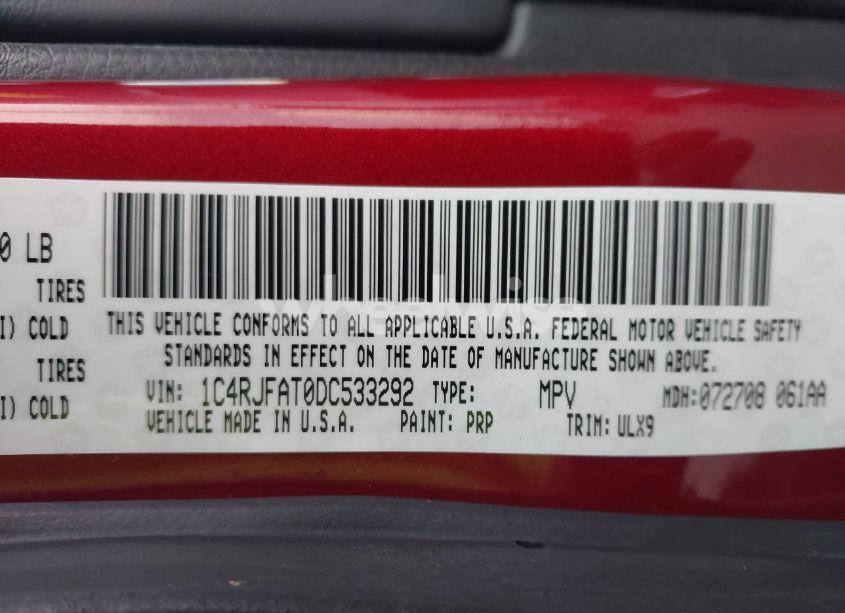 0 LB
TIRES
I) COLD
TIRES
I) COLD
Wheelwise
THIS VEHICLE CONFORMS TO ALL APPLICABLE U.S.A. FEDERAL MOTOR VEHICLE SAFETY
STANDARDS IN EFFECT ON THE DATE OF MANUFACTURE SHOWN ABOVE.
VIN: 1C4RJFAT0DC533292 TYPE: MPV MDH:072708 061AA
VEHICLE MADE IN U.S.A. PAINT: PRP TRIM: ULX9